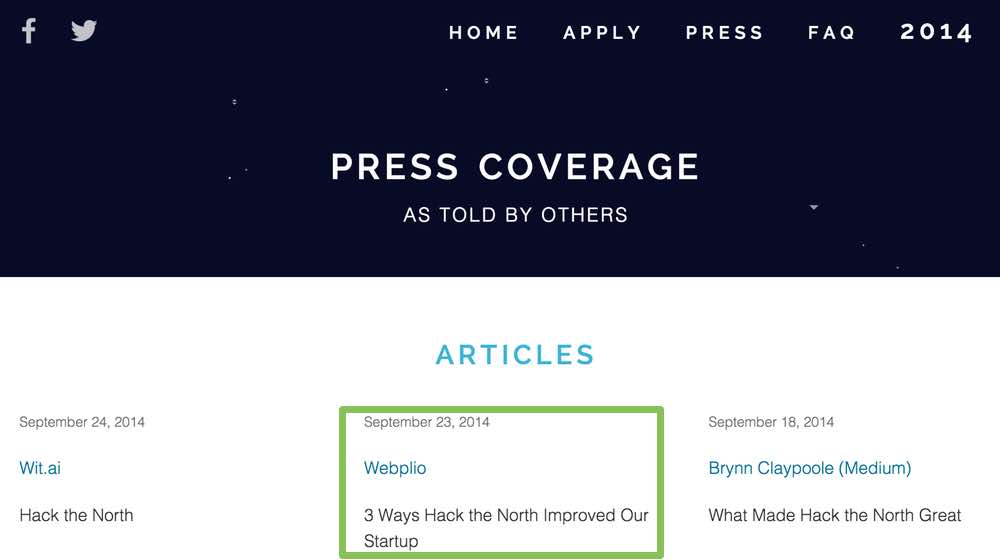 HOME APPLY PRESS FAQ 2014
PRESS COVERAGE
AS TOLD BY OTHERS
ARTICLES
September 24, 2014
Wit.ai
Hack the North
September 23, 2014
Webplio
3 Ways Hack the North Improved Our
Startup
September 18, 2014
Brynn Claypoole (Medium)
What Made Hack the North Great